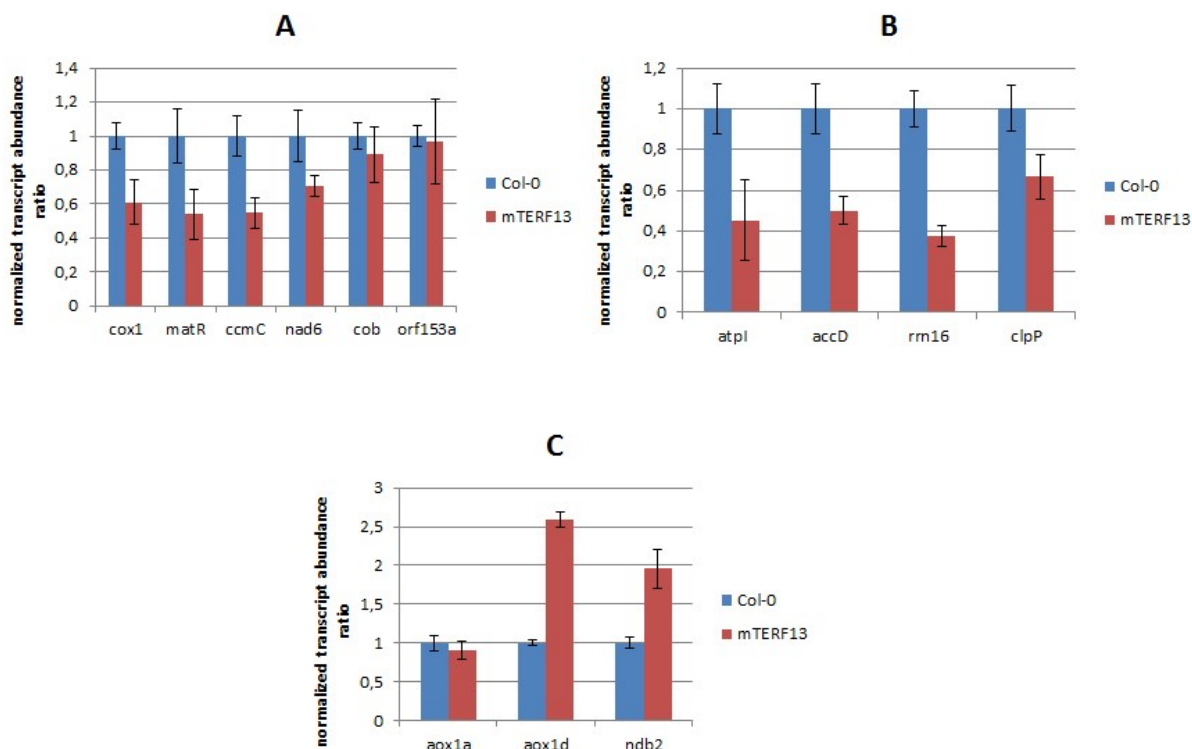 A
normalized transcript abundance
ratio
1,4
1,2
1
0,8
0,6
0,4
0,2
0
cox1 matR ccmC nad6 cob orf153a
Col-0
mTERF13
B
normalized transcript abundance
ratio
1,2
1
0,8
0,6
0,4
0,2
0
atpI accD rrn16 clpP
Col-0
mTERF13
C
normalized transcript abundance
ratio
3
2,5
2
1,5
1
0,5
0
aox1a aox1d ndb2
Col-0
mTERF13